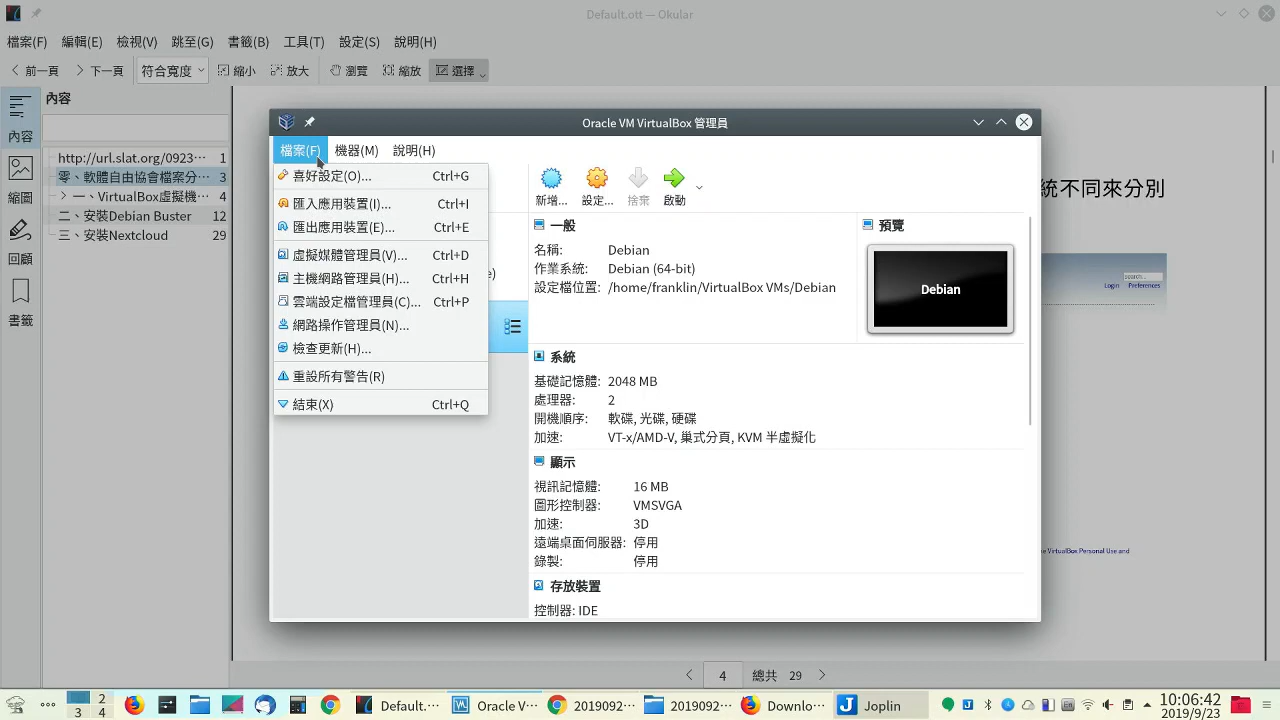 Default.ott — Okular
檔案(F) 編輯(E) 檢視(V) 跳至(G) 書籤(B) 工具(T) 設定(S) 說明(H)
前一頁 下一頁 符合寬度 縮小 放大 瀏覽 縮放 選擇
內容
縮圖
回顧
書籤
內容
http://url.slat.org/0923… 1
零、軟體自由協會檔案分… 3
一、VirtualBox虛擬機… 4
二、安裝Debian Buster 12
三、安裝Nextcloud 29
統不同來分別
search...
Login Preferences
VirtualBox Personal Use and
4 總共 29
Oracle VM VirtualBox 管理員
檔案(F) 機器(M) 說明(H)
喜好設定(O)... Ctrl+G
匯入應用裝置(I)... Ctrl+I
匯出應用裝置(E)... Ctrl+E
虛擬媒體管理員(V)... Ctrl+D
主機網路管理員(H)... Ctrl+H
雲端設定檔管理員(C)... Ctrl+P
網路操作管理員(N)...
檢查更新(H)...
重設所有警告(R)
結束(X) Ctrl+Q
e)
新增... 設定... 捨棄 啟動
一般
名稱: Debian
作業系統: Debian (64-bit)
設定檔位置: /home/franklin/VirtualBox VMs/Debian
預覽
Debian
系統
基礎記憶體: 2048 MB
處理器: 2
開機順序: 軟碟, 光碟, 硬碟
加速: VT-x/AMD-V, 巢式分頁, KVM 半虛擬化
顯示
視訊記憶體: 16 MB
圖形控制器: VMSVGA
加速: 3D
遠端桌面伺服器: 停用
錄製: 停用
存放裝置
控制器: IDE
1 2
3 4
Default.… Oracle V… 2019092… 2019092… Downlo… Joplin
en
10:06:42
2019/9/23